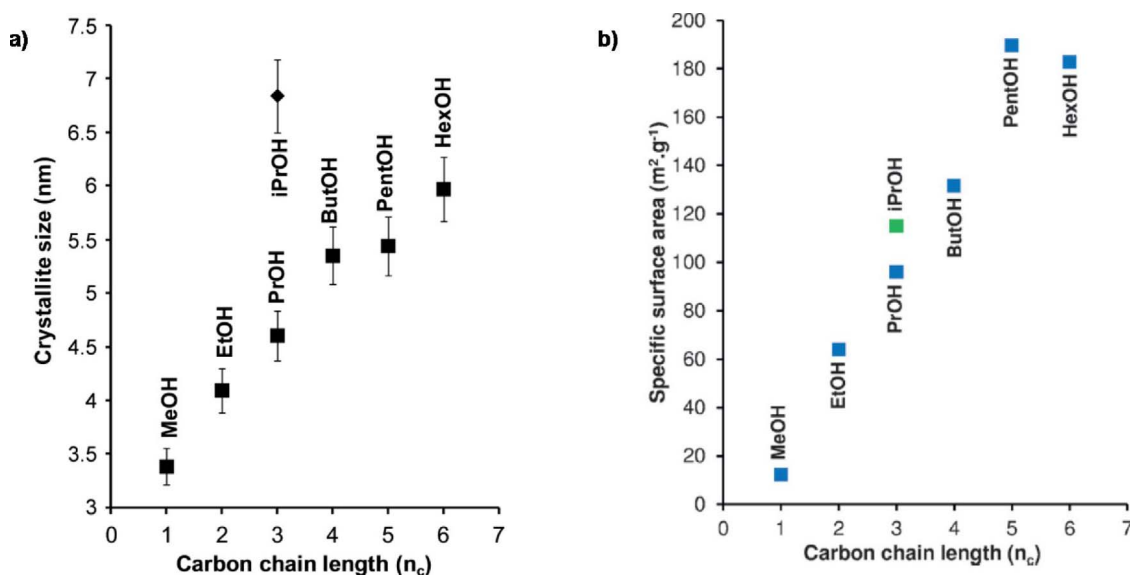 a)
7.5
7
6.5
6
5.5
5
4.5
4
3.5
3
Crystallite size (nm)
MeOH
EtOH
PrOH
iPrOH
ButOH
PentOH
HexOH
0 1 2 3 4 5 6 7
Carbon chain length (nc)
b)
200
180
160
140
120
100
80
60
40
20
0
Specific surface area (m².g⁻¹)
MeOH
EtOH
PrOH
iPrOH
ButOH
PentOH
HexOH
0 1 2 3 4 5 6 7
Carbon chain length (nc)